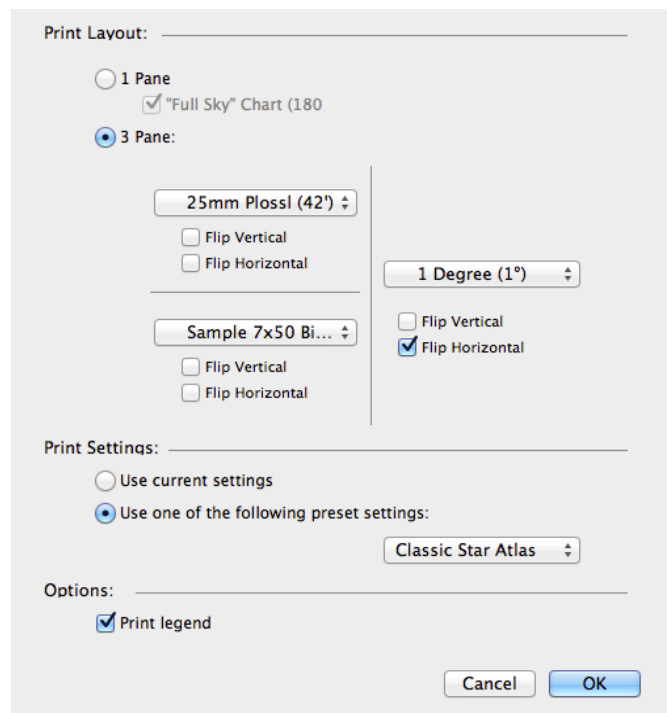 Print Layout:
1 Pane
"Full Sky" Chart (180
3 Pane:
25mm Plossl (42')
Flip Vertical
Flip Horizontal
Sample 7x50 Bi...
Flip Vertical
Flip Horizontal
1 Degree (1°)
Flip Vertical
Flip Horizontal
Print Settings:
Use current settings
Use one of the following preset settings:
Classic Star Atlas
Options:
Print legend
Cancel
OK